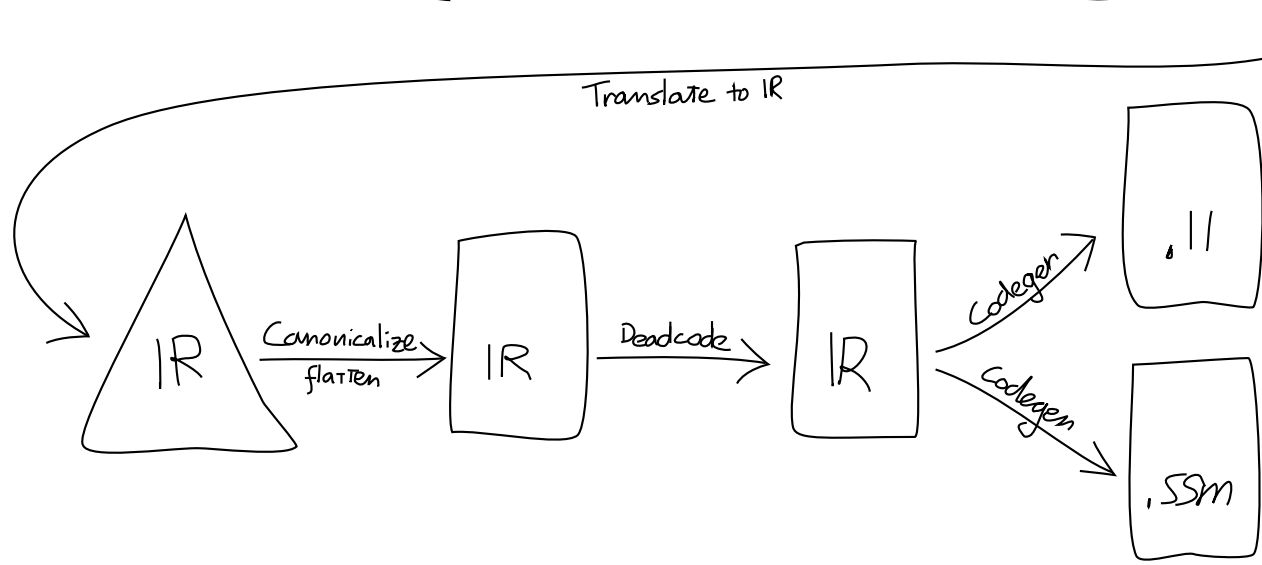 Translate to IR
IR
Canonicalize
flatten
IR
Deadcode
IR
Codegen
.ll
Codegen
.ssm